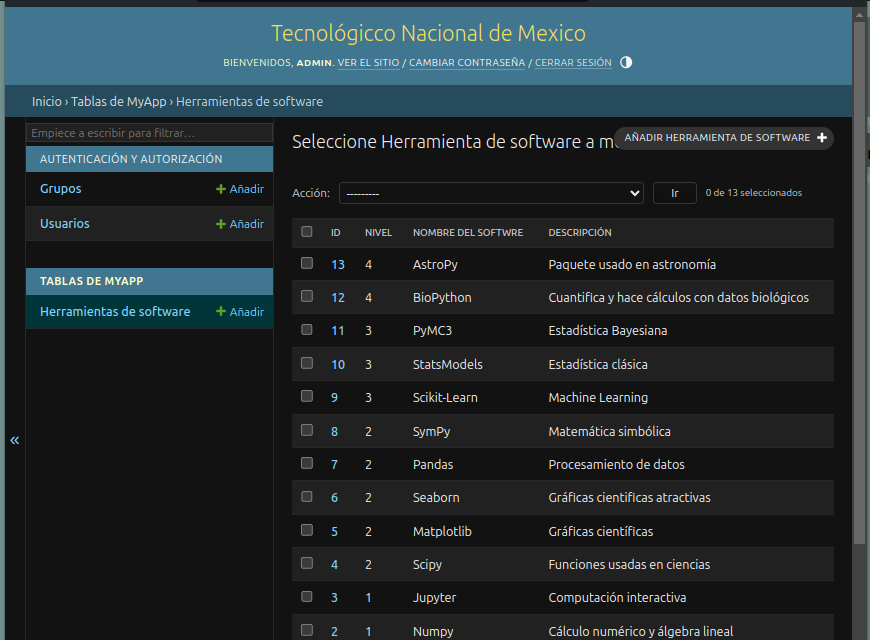 Tecnológicco Nacional de Mexico
BIENVENIDOS, ADMIN. VER EL SITIO / CAMBIAR CONTRASEÑA / CERRAR SESIÓN
Inicio › Tablas de MyApp › Herramientas de software
Empiece a escribir para filtrar…
AUTENTICACIÓN Y AUTORIZACIÓN
Grupos + Añadir
Usuarios + Añadir
TABLAS DE MYAPP
Herramientas de software + Añadir
«
Seleccione Herramienta de software a m
AÑADIR HERRAMIENTA DE SOFTWARE +
Acción: --------- Ir 0 de 13 seleccionados
ID NIVEL NOMBRE DEL SOFTWRE DESCRIPCIÓN
13 4 AstroPy Paquete usado en astronomía
12 4 BioPython Cuantifica y hace cálculos con datos biológicos
11 3 PyMC3 Estadística Bayesiana
10 3 StatsModels Estadística clásica
9 3 Scikit-Learn Machine Learning
8 2 SymPy Matemática simbólica
7 2 Pandas Procesamiento de datos
6 2 Seaborn Gráficas cientificas atractivas
5 2 Matplotlib Gráficas científicas
4 2 Scipy Funciones usadas en ciencias
3 1 Jupyter Computación interactiva
2 1 Numpy Cálculo numérico y álgebra lineal